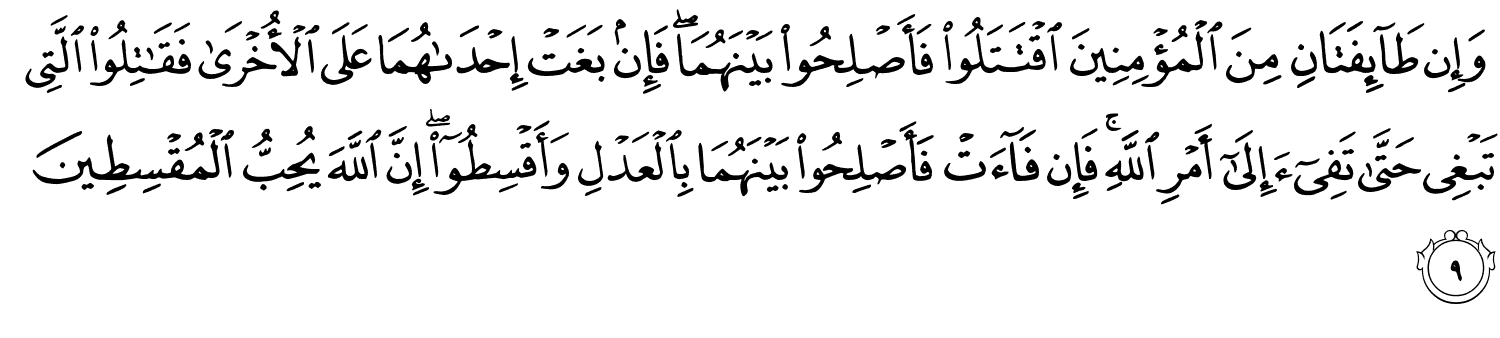 وَإِن طَآئِفَتَانِ مِنَ ٱلْمُؤْمِنِينَ ٱقْتَتَلُوا۟ فَأَصْلِحُوا۟ بَيْنَهُمَا ۖ فَإِنۢ بَغَتْ إِحْدَىٰهُمَا عَلَى ٱلْأُخْرَىٰ فَقَـٰتِلُوا۟ ٱلَّتِى
تَبْغِى حَتَّىٰ تَفِىٓءَ إِلَىٰٓ أَمْرِ ٱللَّهِ ۚ فَإِن فَآءَتْ فَأَصْلِحُوا۟ بَيْنَهُمَا بِٱلْعَدْلِ وَأَقْسِطُوٓا۟ ۖ إِنَّ ٱللَّهَ يُحِبُّ ٱلْمُقْسِطِينَ
٩